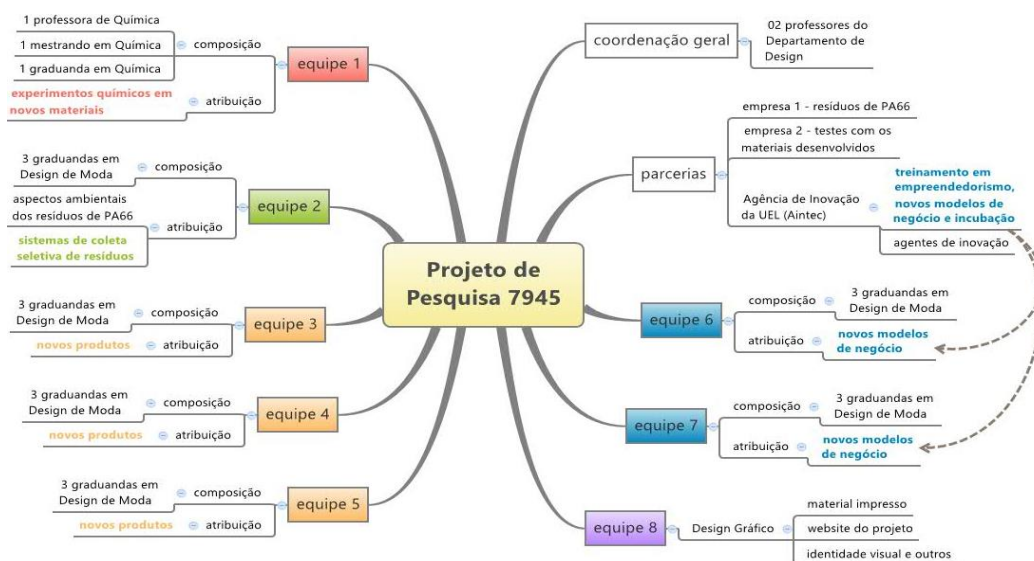 Projeto de
Pesquisa 7945
equipe 1
composição
1 professora de Química
1 mestrando em Química
1 graduanda em Química
atribuição
experimentos químicos em
novos materiais
equipe 2
composição
3 graduandas em
Design de Moda
atribuição
aspectos ambientais
dos resíduos de PA66
sistemas de coleta
seletiva de resíduos
equipe 3
composição
3 graduandas em
Design de Moda
atribuição
novos produtos
equipe 4
composição
3 graduandas em
Design de Moda
atribuição
novos produtos
equipe 5
composição
3 graduandas em
Design de Moda
atribuição
novos produtos
coordenação geral
02 professores do
Departamento de
Design
parcerias
empresa 1 - resíduos de PA66
empresa 2 - testes com os
materiais desenvolvidos
Agência de Inovação
da UEL (Aintec)
treinamento em
empreendedorismo,
novos modelos de
negócio e incubação
agentes de inovação
equipe 6
composição
3 graduandas em
Design de Moda
atribuição
novos modelos
de negócio
equipe 7
composição
3 graduandas em
Design de Moda
atribuição
novos modelos
de negócio
equipe 8
Design Gráfico
material impresso
website do projeto
identidade visual e outros